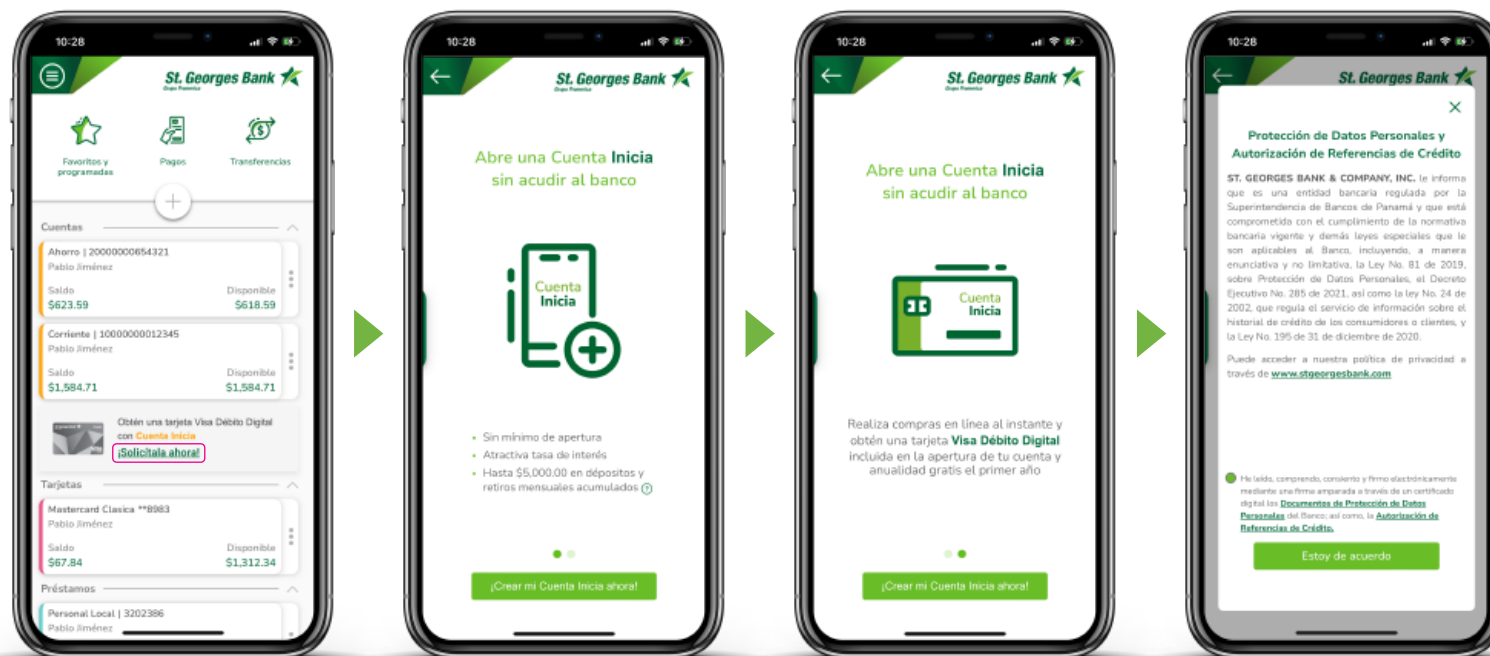 10:28
St. Georges Bank
Grupo Promerica
Favoritos y
programadas
Pagos
Transferencias
Cuentas
Ahorro | 20000000654321
Pablo Jiménez
Saldo
Disponible
$623.59
$618.59
Corriente | 10000000012345
Pablo Jiménez
Saldo
Disponible
$1,584.71
$1,584.71
Obtén una tarjeta Visa Débito Digital
con Cuenta Inicia
¡Solicítala ahora!
Tarjetas
Mastercard Clasica **8983
Pablo Jiménez
Saldo
Disponible
$67.84
$1,312.34
Préstamos
Personal Local | 3202386
Pablo Jiménez
10:28
St. Georges Bank
Grupo Promerica
Abre una Cuenta Inicia
sin acudir al banco
Cuenta
Inicia
• Sin mínimo de apertura
• Atractiva tasa de interés
• Hasta $5,000.00 en dépositos y
retiros mensuales acumulados ?
¡Crear mi Cuenta Inicia ahora!
10:28
St. Georges Bank
Grupo Promerica
Abre una Cuenta Inicia
sin acudir al banco
Cuenta
Inicia
Realiza compras en línea al instante y
obtén una tarjeta Visa Débito Digital
incluida en la apertura de tu cuenta y
anualidad gratis el primer año
¡Crear mi Cuenta Inicia ahora!
10:28
St. Georges Bank
Protección de Datos Personales y
Autorización de Referencias de Crédito
ST. GEORGES BANK & COMPANY, INC. le informa
que es una entidad bancaria regulada por la
Superintendencia de Bancos de Panamá y que está
comprometida con el cumplimiento de la normativa
bancaria vigente y demás leyes especiales que le
son aplicables al Banco, incluyendo, a manera
enunciativa y no limitativa, la Ley No. 81 de 2019,
sobre Protección de Datos Personales, el Decreto
Ejecutivo No. 285 de 2021, así como la ley No. 24 de
2002, que regula el servicio de información sobre el
historial de crédito de los consumidores o clientes, y
la Ley No. 195 de 31 de diciembre de 2020.
Puede acceder a nuestra política de privacidad a
través de www.stgeorgesbank.com
He leído, comprendo, consiento y firmo electrónicamente
mediante una firma amparada a través de un certificado
digital los Documentos de Protección de Datos
Personales del Banco; así como, la Autorización de
Referencias de Crédito.
Estoy de acuerdo